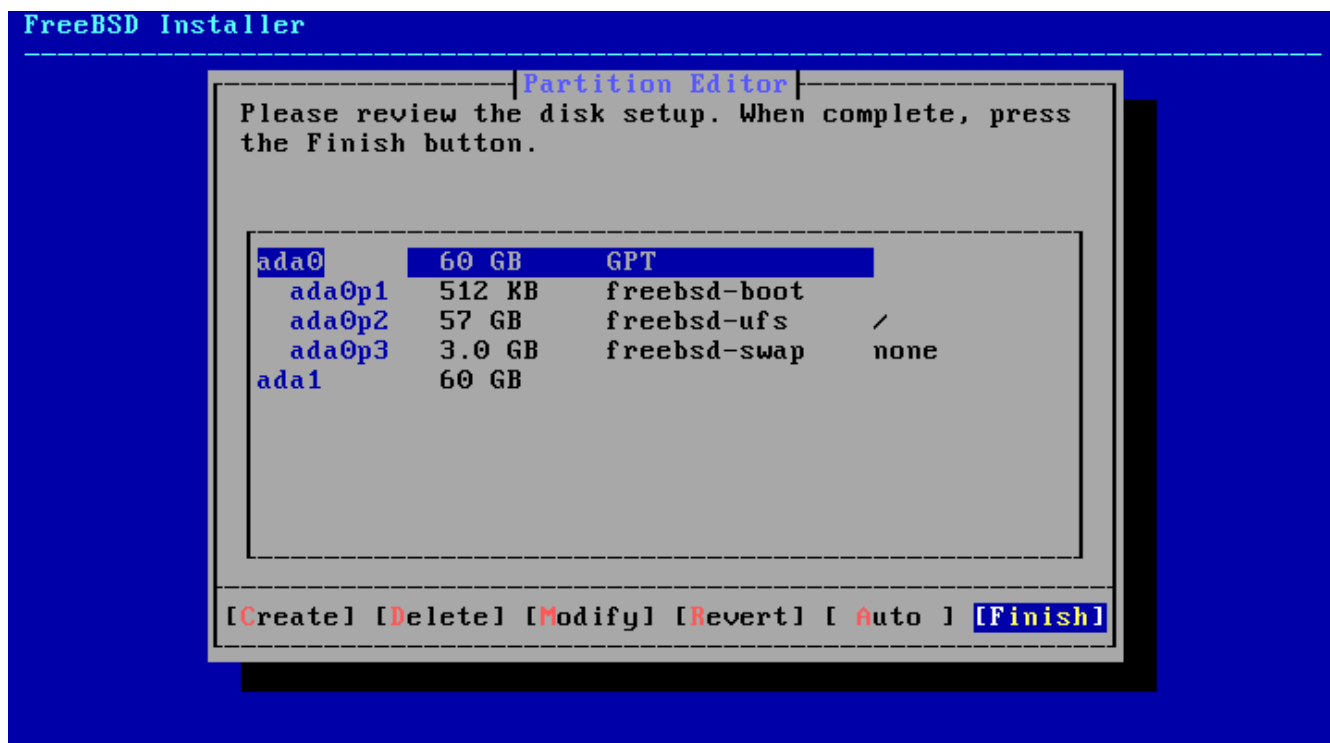 FreeBSD Installer
Partition Editor
Please review the disk setup. When complete, press
the Finish button.
ada0 60 GB GPT
ada0p1 512 KB freebsd-boot
ada0p2 57 GB freebsd-ufs /
ada0p3 3.0 GB freebsd-swap none
ada1 60 GB
[Create] [Delete] [Modify] [Revert] [ Auto ] [Finish]